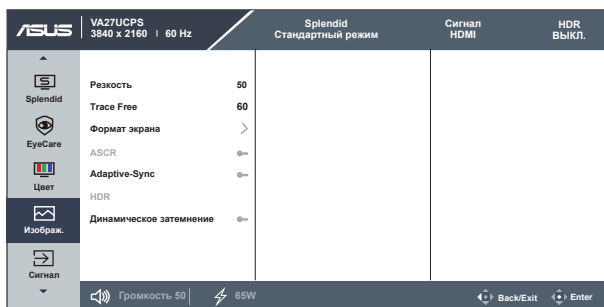 ASUS
VA27UCPS
3840 x 2160 | 60 Hz
Splendid
Стандартный режим
Сигнал
HDMI
HDR
ВЫКЛ.
Splendid
EyeCare
Цвет
Изображ.
Сигнал
Резкость 50
Trace Free 60
Формат экрана
ASCR
Adaptive-Sync
HDR
Динамическое затемнение
Громкость 50 65W
Back/Exit Enter